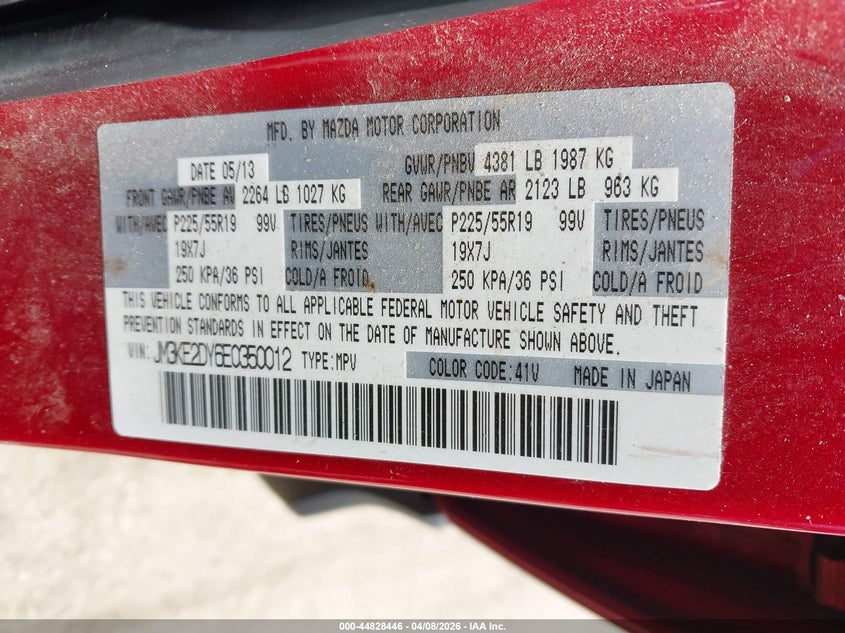 MFD. BY MAZDA MOTOR CORPORATION
DATE 05/13 GVWR/PNBV 4381 LB 1987 KG
FRONT GAWR/PNBE AV 2264 LB 1027 KG REAR GAWR/PNBE AR 2123 LB 963 KG
WITH/AVEC P225/55R19 99V TIRES/PNEUS WITH/AVEC P225/55R19 99V TIRES/PNEUS
19X7J RIMS/JANTES 19X7J RIMS/JANTES
250 KPA/36 PSI COLD/A FROID 250 KPA/36 PSI COLD/A FROID
THIS VEHICLE CONFORMS TO ALL APPLICABLE FEDERAL MOTOR VEHICLE SAFETY AND THEFT
PREVENTION STANDARDS IN EFFECT ON THE DATE OF MANUFACTURE SHOWN ABOVE.
VIN: JM3KE2DY6E0350012 TYPE:MPV COLOR CODE:41V MADE IN JAPAN
000-44828446 - 04/08/2026 - IAA Inc.